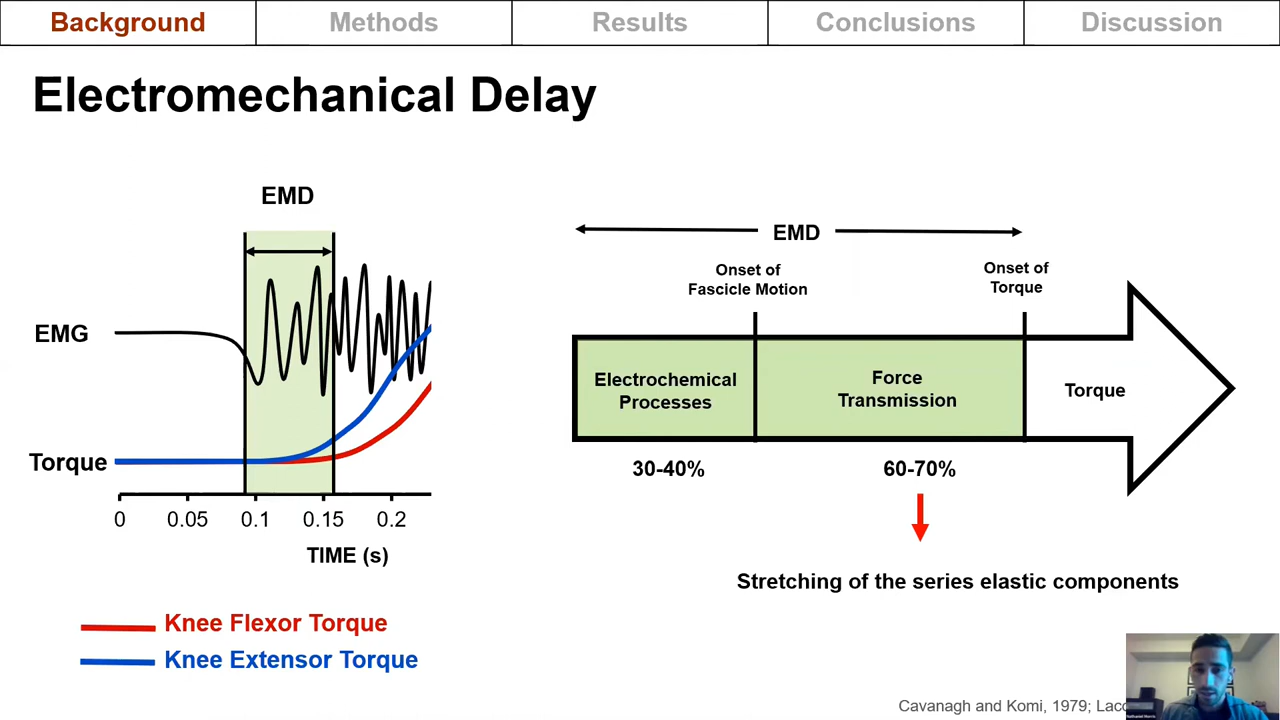 Background Methods Results Conclusions Discussion
Electromechanical Delay
EMD
EMG
Torque
0 0.05 0.1 0.15 0.2
TIME (s)
Knee Flexor Torque
Knee Extensor Torque
EMD
Onset of
Fascicle Motion
Onset of
Torque
Electrochemical
Processes
Force
Transmission
Torque
30-40%
60-70%
Stretching of the series elastic components
Cavanagh and Komi, 1979;